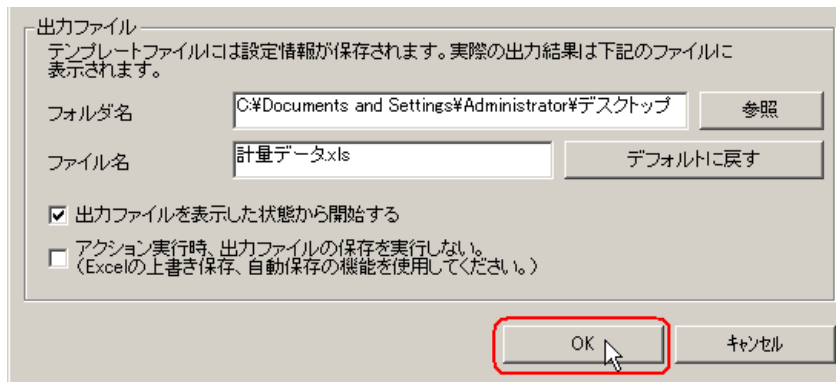 出力ファイル
テンプレートファイルには設定情報が保存されます。実際の出力結果は下記のファイルに
表示されます。
フォルダ名 C:¥Documents and Settings¥Administrator¥デスクトップ 参照
ファイル名 計量データ.xls デフォルトに戻す
出力ファイルを表示した状態から開始する
アクション実行時、出力ファイルの保存を実行しない。
（Excelの上書き保存、自動保存の機能を使用してください。）
OK キャンセル